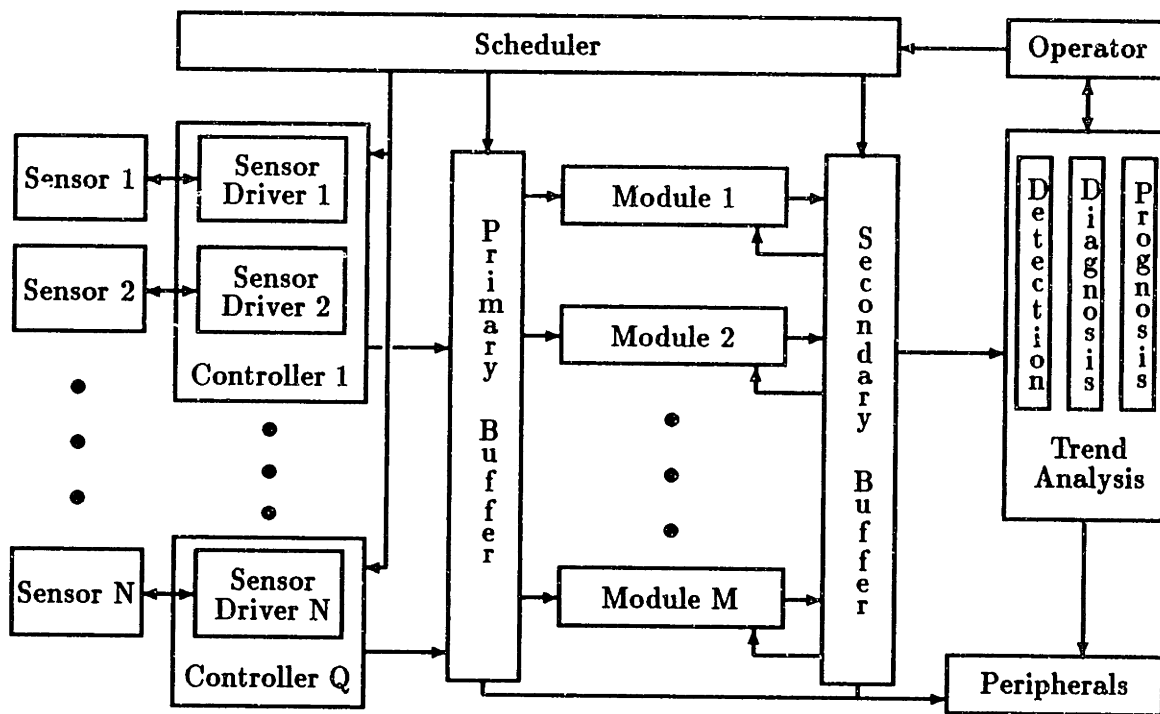 Scheduler
Operator
Sensor 1
Sensor
Driver 1
Sensor 2
Sensor
Driver 2
Controller 1
Sensor N
Sensor
Driver N
Controller Q
Primary Buffer
Module 1
Module 2
Module M
Secondary Buffer
Detection
Diagnosis
Prognosis
Trend
Analysis
Peripherals